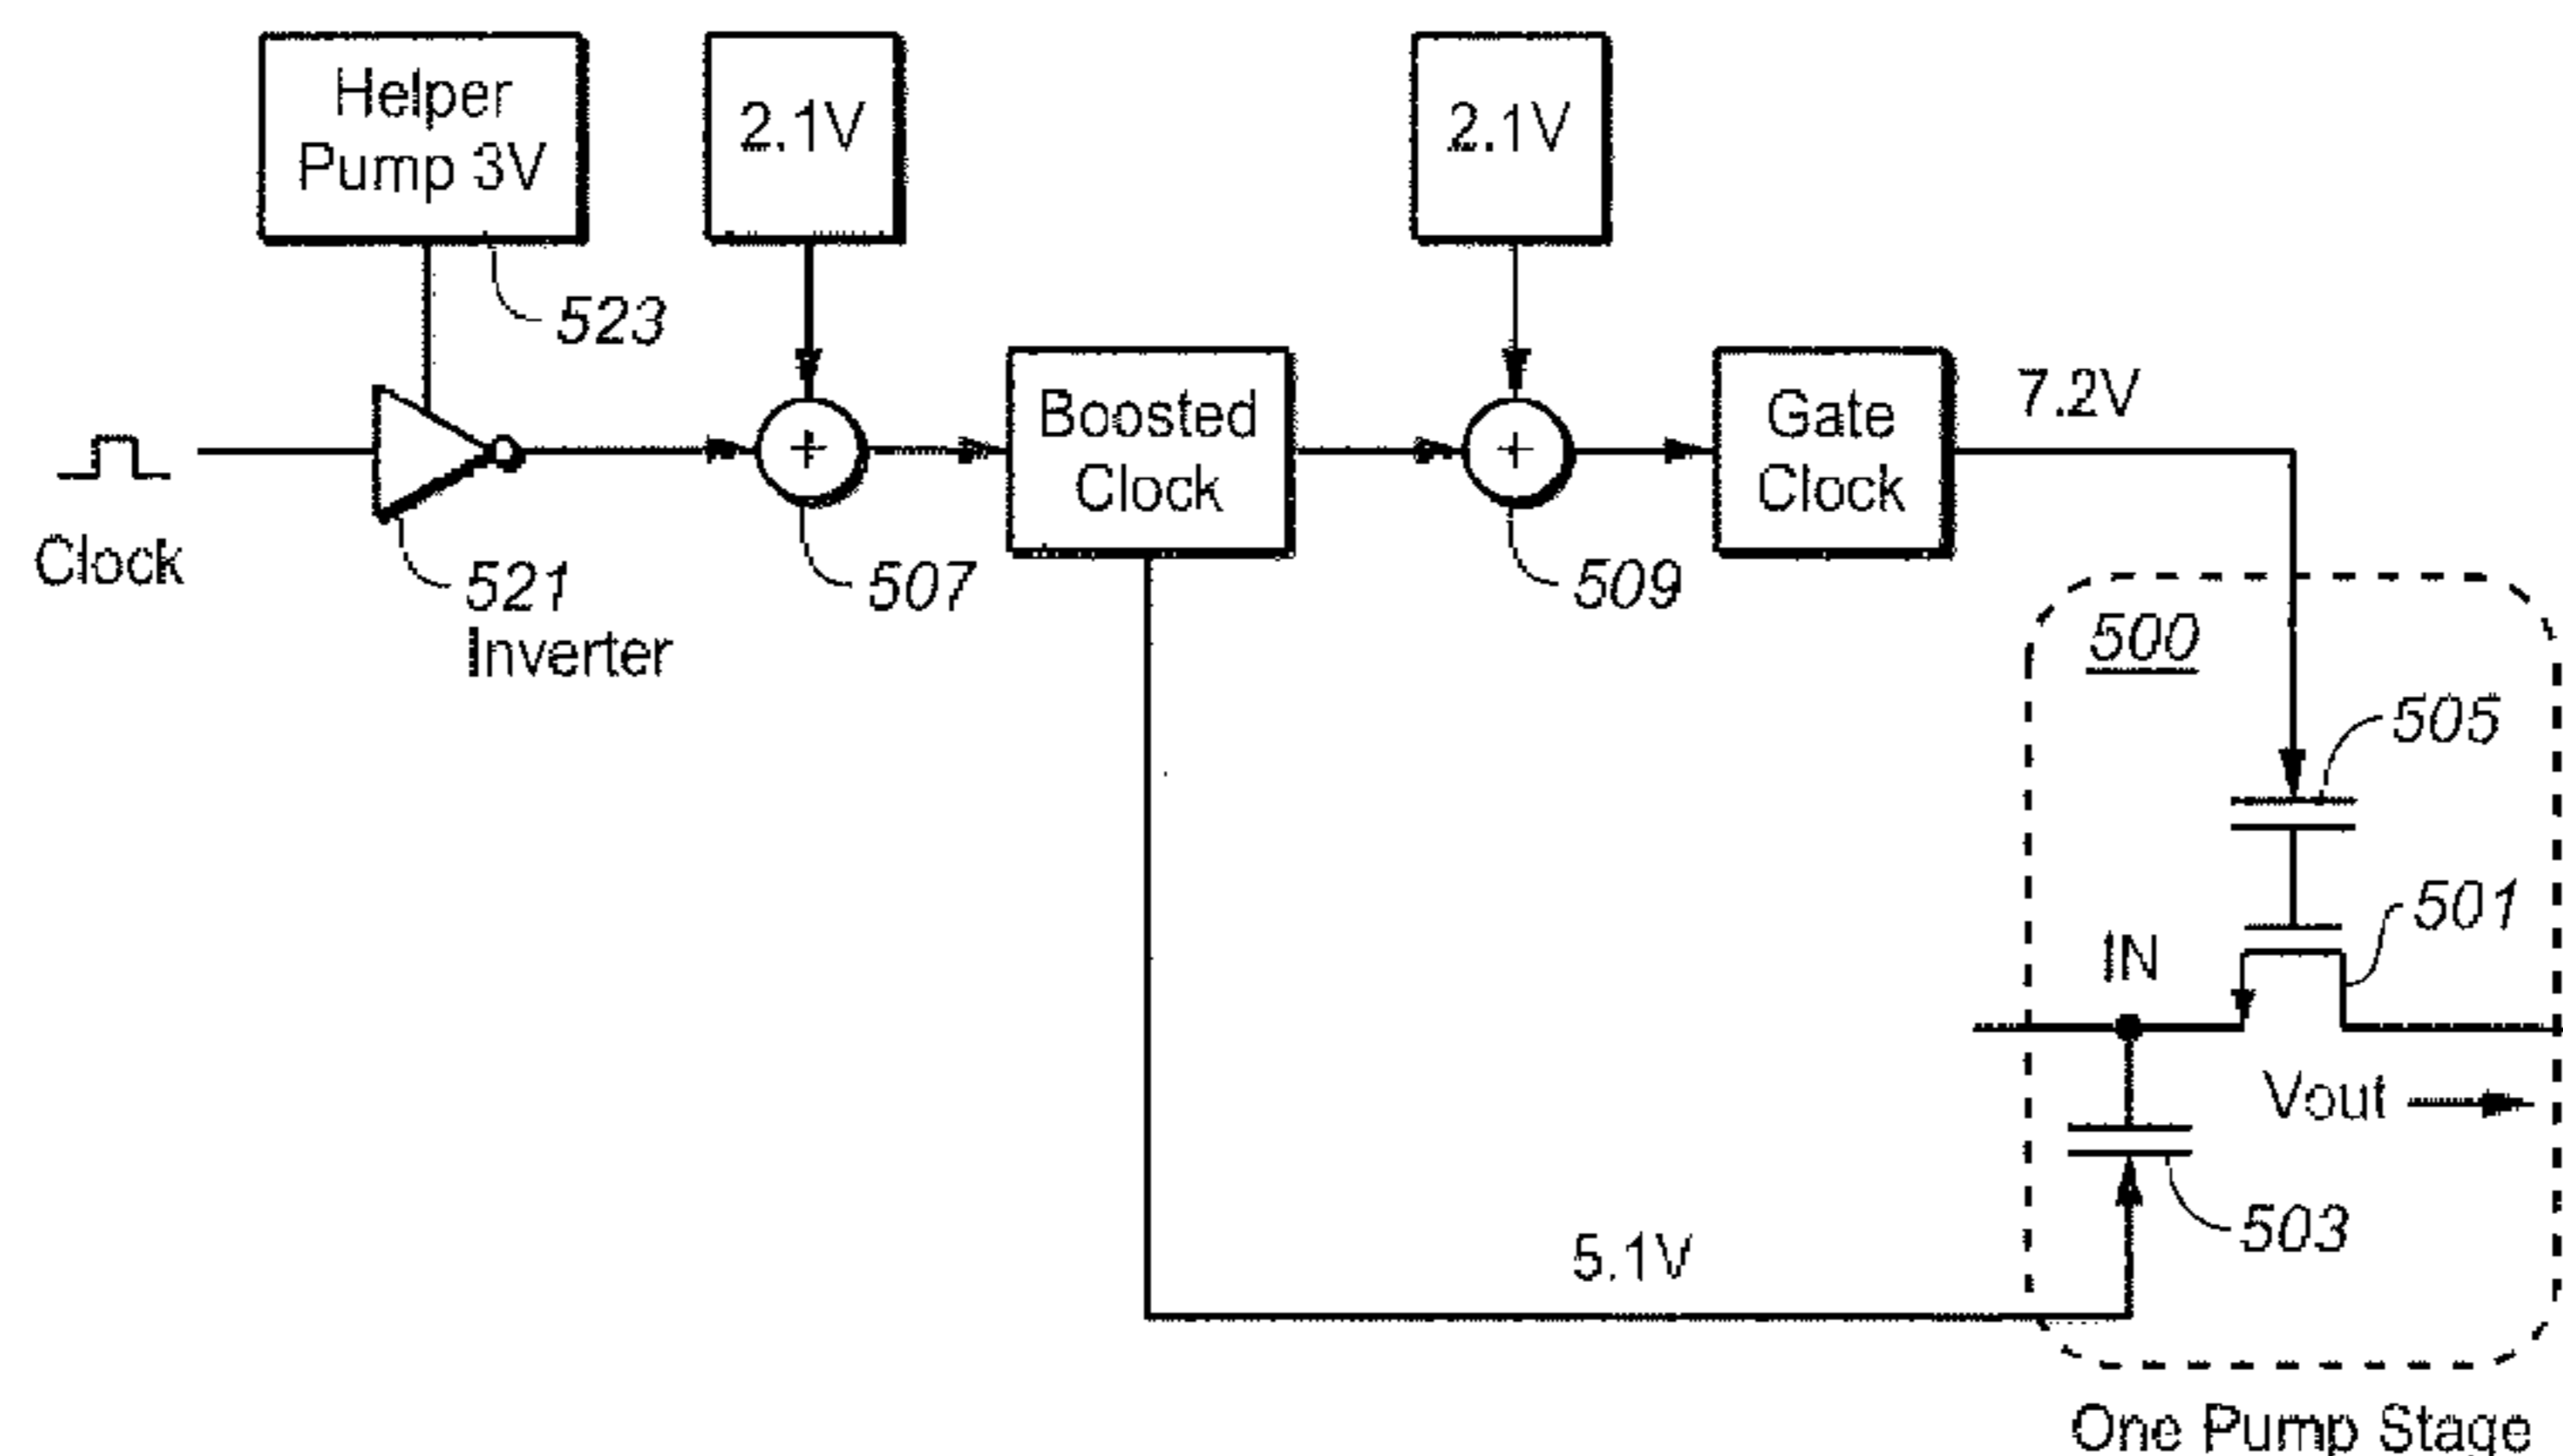 Helper
Pump 3V
2.1V
2.1V
523
Boosted
Clock
Gate
Clock
7.2V
+
+
Clock
521
Inverter
507
509
500
505
501
IN
Vout
503
5.1V
One Pump Stage